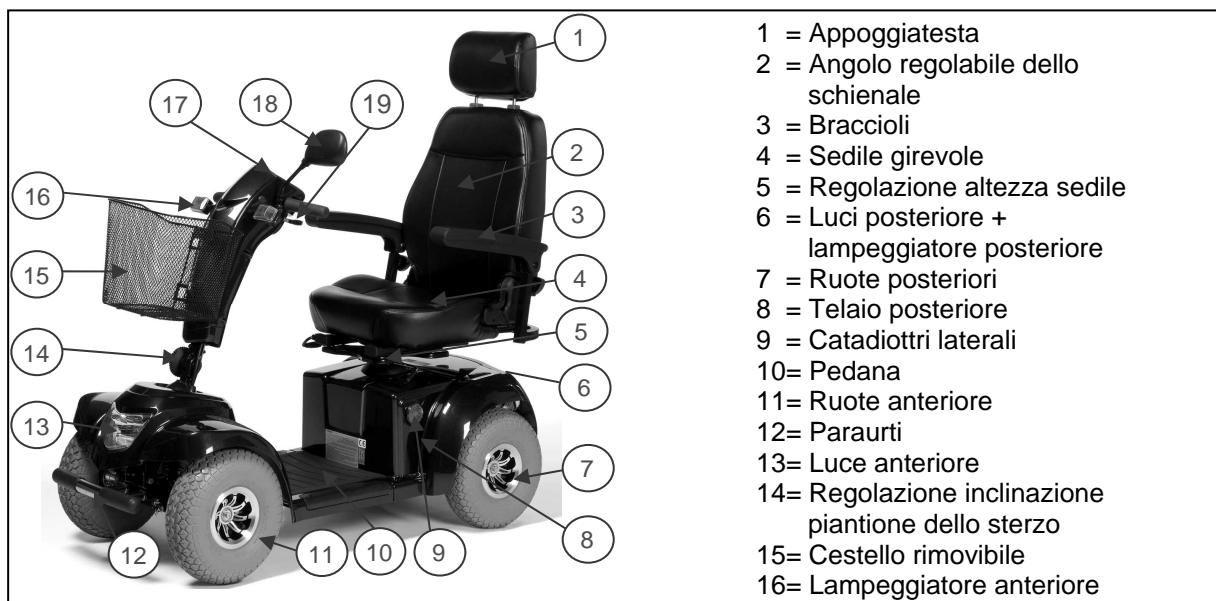 1
17
18
19
2
16
3
15
4
5
14
6
13
7
12
11
10
9
8
1 = Appoggiatesta
2 = Angolo regolabile dello
schienale
3 = Braccioli
4 = Sedile girevole
5 = Regolazione altezza sedile
6 = Luci posteriore +
lampeggiatore posteriore
7 = Ruote posteriori
8 = Telaio posteriore
9 = Catadiottri laterali
10= Pedana
11= Ruote anteriore
12= Paraurti
13= Luce anteriore
14= Regolazione inclinazione
piantione dello sterzo
15= Cestello rimovibile
16= Lampeggiatore anteriore